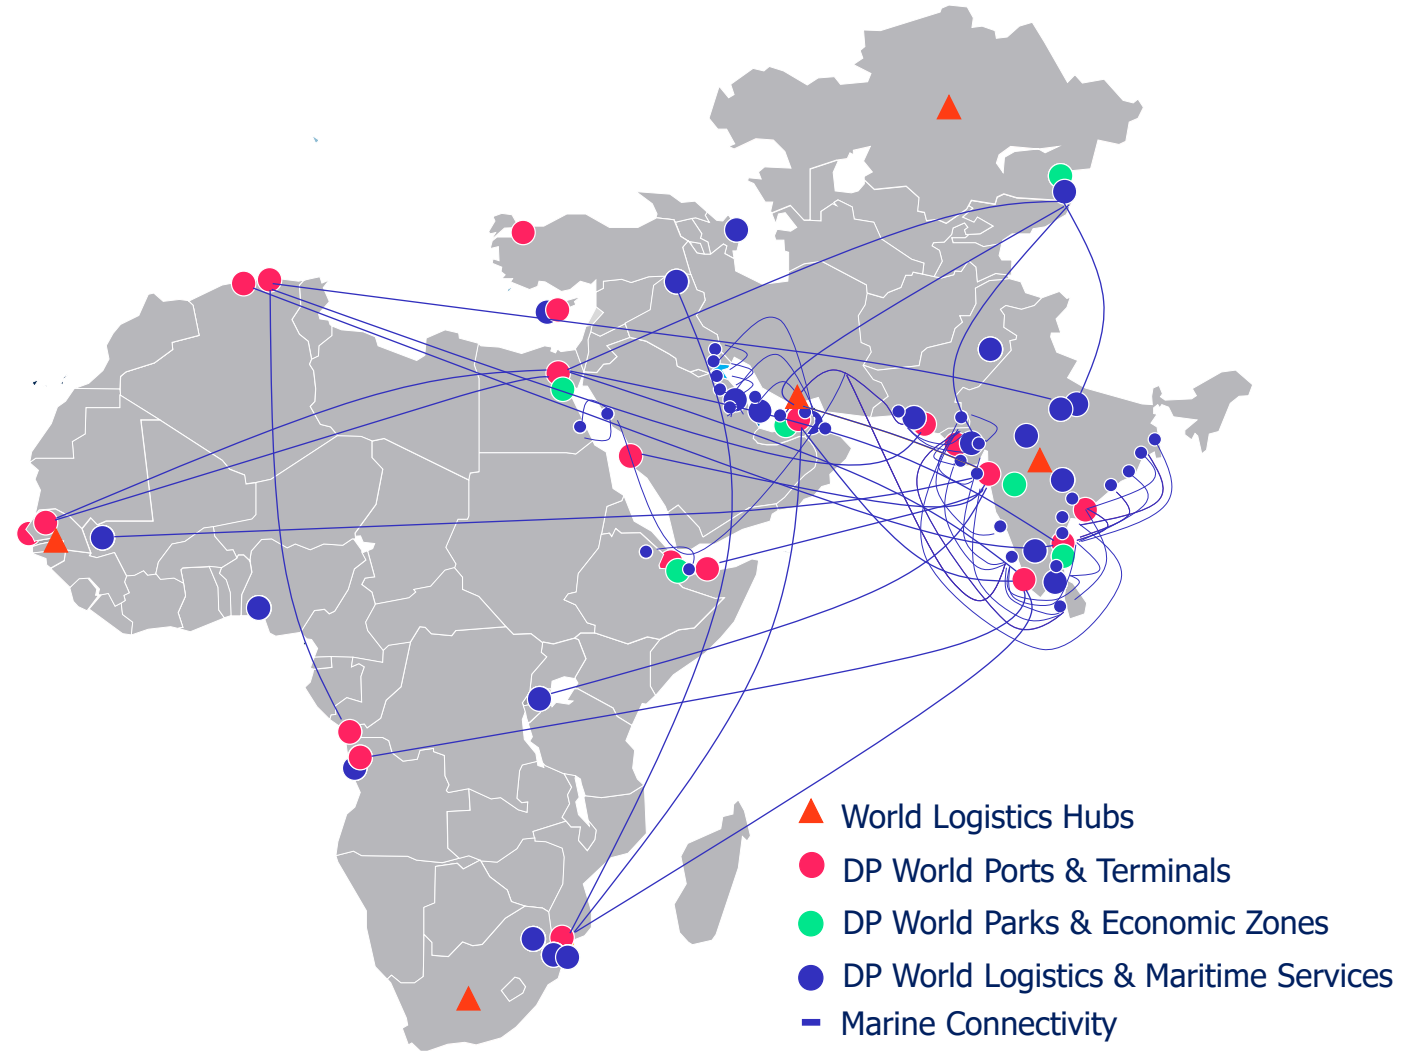 World Logistics Hubs
DP World Ports & Terminals
DP World Parks & Economic Zones
DP World Logistics & Maritime Services
Marine Connectivity